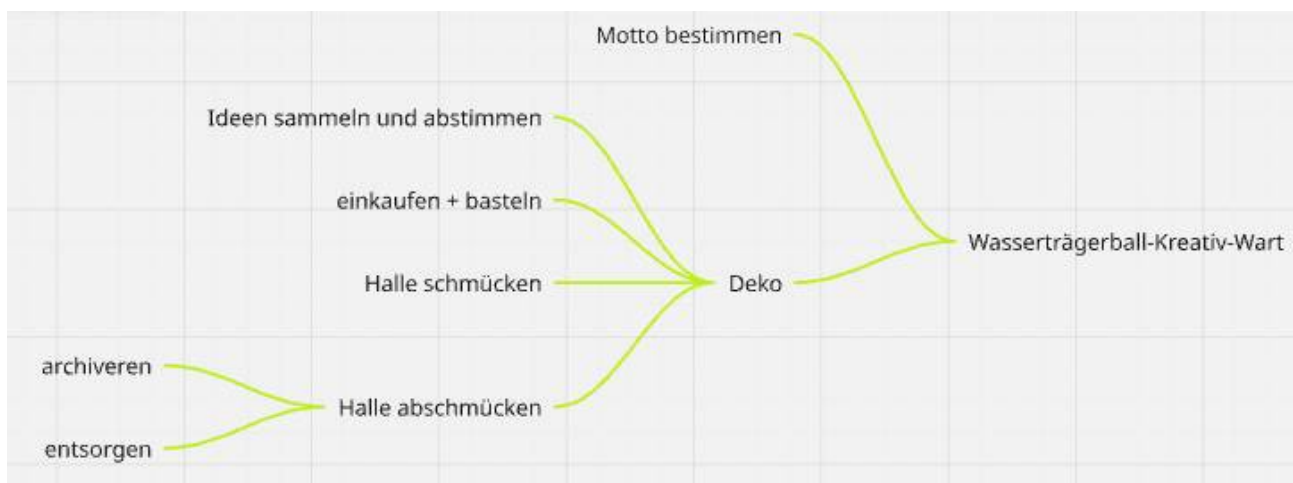 Motto bestimmen
Ideen sammeln und abstimmen
einkaufen + basteln
Wasserträgerball-Kreativ-Wart
Halle schmücken
Deko
archiveren
Halle abschmücken
entsorgen